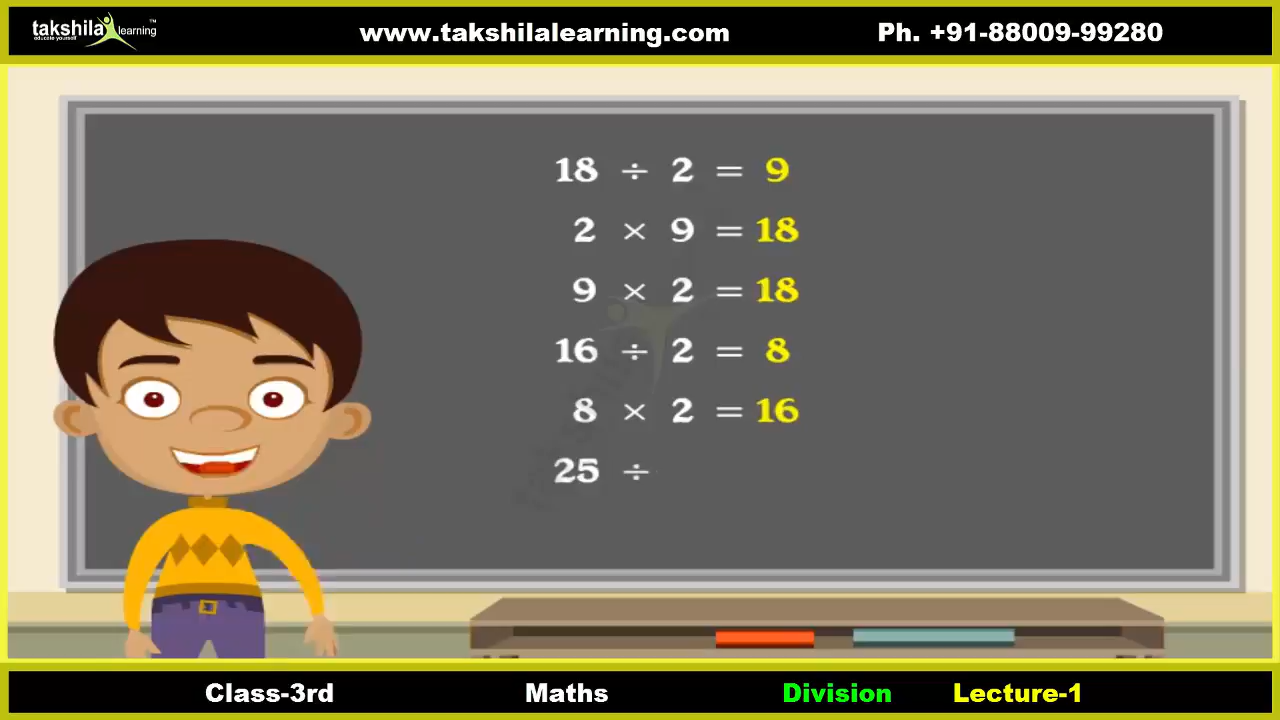 takshila learning™
educate yourself
www.takshilalearning.com
Ph. +91-88009-99280
18 ÷ 2 = 9
2 × 9 = 18
9 × 2 = 18
16 ÷ 2 = 8
8 × 2 = 16
25 ÷
Class-3rd Maths Division Lecture-1